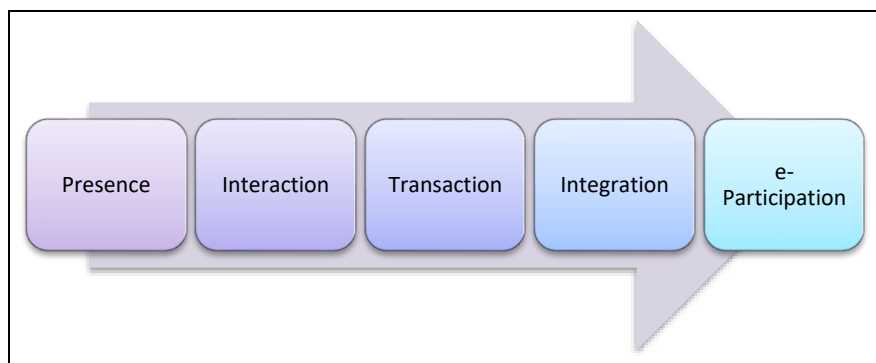 Presence
Interaction
Transaction
Integration
e-
Participation